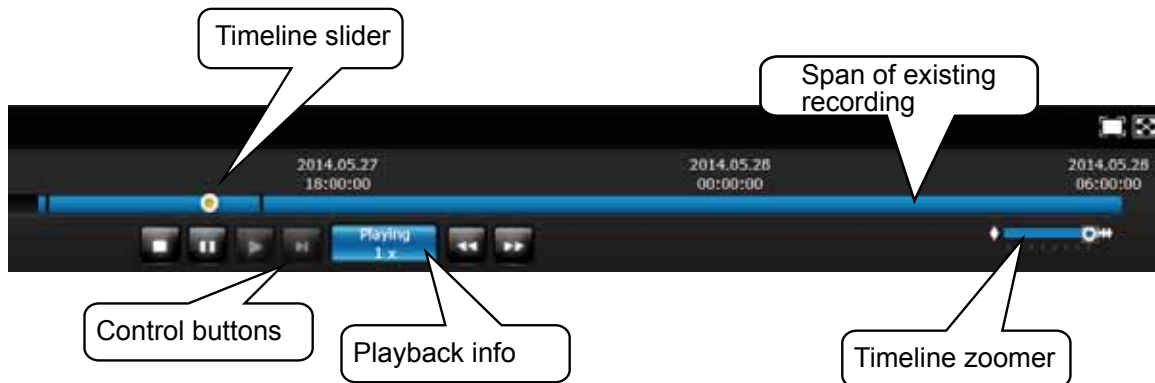 Timeline slider
Span of existing
recording
2014.05.27
18:00:00
2014.05.28
00:00:00
2014.05.28
06:00:00
Playing
1 x
Control buttons
Playback info
Timeline zoomer